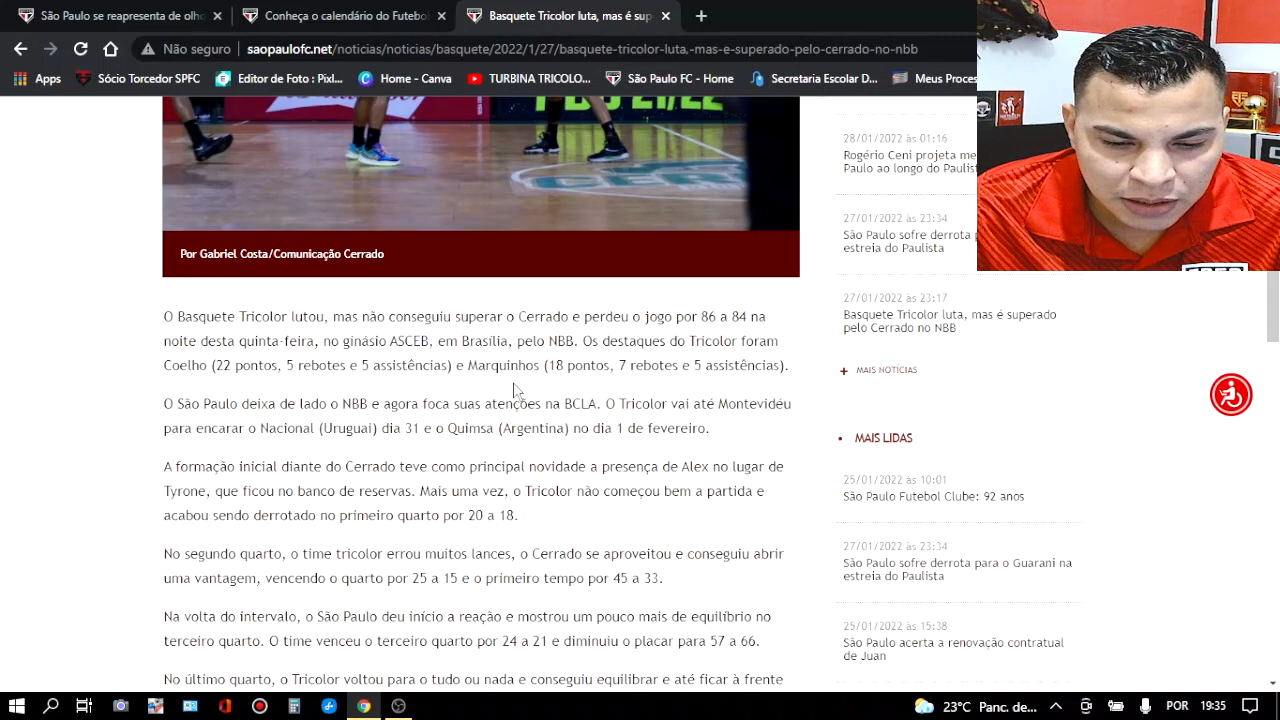 São Paulo se reapresenta de olho
Conheça o calendário do Futebol
Basquete Tricolor luta, mas é sup
Não seguro
saopaulofc.net/noticias/noticias/basquete/2022/1/27/basquete-tricolor-luta,-mas-e-superado-pelo-cerrado-no-nbb
Apps
Sócio Torcedor SPFC
Editor de Foto : Pixl...
Home - Canva
TURBINA TRICOLO...
São Paulo FC - Home
Secretaria Escolar D...
Meus Proces
Por Gabriel Costa/Comunicação Cerrado
O Basquete Tricolor lutou, mas não conseguiu superar o Cerrado e perdeu o jogo por 86 a 84 na
noite desta quinta-feira, no ginásio ASCEB, em Brasília, pelo NBB. Os destaques do Tricolor foram
Coelho (22 pontos, 5 rebotes e 5 assistências) e Marquinhos (18 pontos, 7 rebotes e 5 assistências).
O São Paulo deixa de lado o NBB e agora foca suas atenções na BCLA. O Tricolor vai até Montevidéu
para encarar o Nacional (Uruguai) dia 31 e o Quimsa (Argentina) no dia 1 de fevereiro.
A formação inicial diante do Cerrado teve como principal novidade a presença de Alex no lugar de
Tyrone, que ficou no banco de reservas. Mais uma vez, o Tricolor não começou bem a partida e
acabou sendo derrotado no primeiro quarto por 20 a 18.
No segundo quarto, o time tricolor errou muitos lances, o Cerrado se aproveitou e conseguiu abrir
uma vantagem, vencendo o quarto por 25 a 15 e o primeiro tempo por 45 a 33.
Na volta do intervalo, o São Paulo deu início a reação e mostrou um pouco mais de equilíbrio no
terceiro quarto. O time venceu o terceiro quarto por 24 a 21 e diminuiu o placar para 57 a 66.
No último quarto, o Tricolor voltou para o tudo ou nada e conseguiu equilibrar e até ficar à frente
28/01/2022 às 01:16
Rogério Ceni projeta me
Paulo ao longo do Paulist
27/01/2022 às 23:34
São Paulo sofre derrota
estreia do Paulista
27/01/2022 às 23:17
Basquete Tricolor luta, mas é superado
pelo Cerrado no NBB
+ MAIS NOTÍCIAS
• MAIS LIDAS
25/01/2022 às 10:01
São Paulo Futebol Clube: 92 anos
27/01/2022 às 23:34
São Paulo sofre derrota para o Guarani na
estreia do Paulista
25/01/2022 às 15:38
São Paulo acerta a renovação contratual
de Juan
23°C Panc. de...
POR
19:35